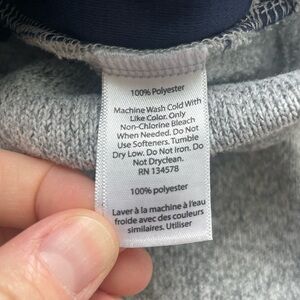 100% Polyester
Machine Wash Cold With
Like Color. Only
Non-Chlorine Bleach
When Needed. Do Not
Use Softeners. Tumble
Dry Low. Do Not Iron. Do
Not Dryclean.
RN 134578
100% polyester
Laver à la machine à l'eau
froide avec des couleurs
similaires. Utiliser